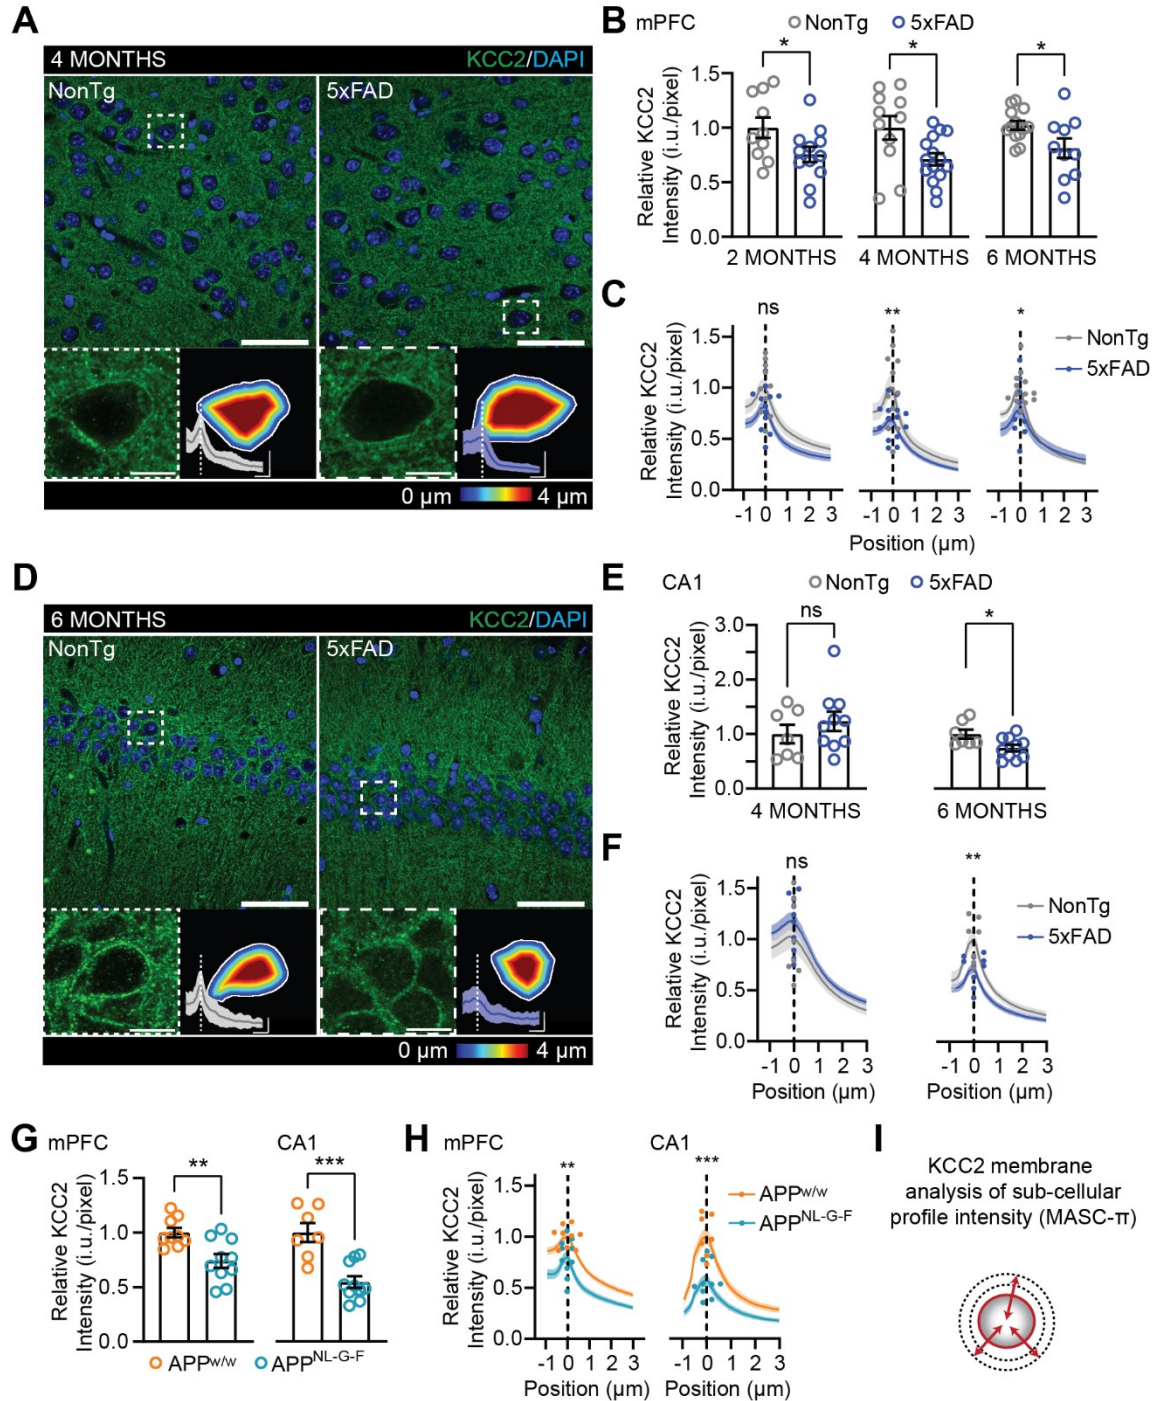 A
4 MONTHS KCC2/DAPI
NonTg 5xFAD
0 µm 4 µm
B mPFC NonTg 5xFAD
* * *
Relative KCC2
Intensity (i.u./pixel)
1.5
1.0
0.5
0.0
2 MONTHS 4 MONTHS 6 MONTHS
C
ns ** *
Relative KCC2
Intensity (i.u./pixel)
1.5
1.0
0.5
0.0
NonTg
5xFAD
-1 0 1 2 3 -1 0 1 2 3 -1 0 1 2 3
Position (µm)
D
6 MONTHS KCC2/DAPI
NonTg 5xFAD
0 µm 4 µm
E CA1 NonTg 5xFAD
ns *
Relative KCC2
Intensity (i.u./pixel)
3.0
2.0
1.0
0.0
4 MONTHS 6 MONTHS
F
ns **
Relative KCC2
Intensity (i.u./pixel)
1.5
1.0
0.5
0.0
NonTg
5xFAD
-1 0 1 2 3 -1 0 1 2 3
Position (µm) Position (µm)
G mPFC CA1
** ***
Relative KCC2
Intensity (i.u./pixel)
1.5
1.0
0.5
0.0
APPw/w APPNL-G-F
H mPFC CA1
** ***
Relative KCC2
Intensity (i.u./pixel)
1.5
1.0
0.5
0.0
APPw/w
APPNL-G-F
-1 0 1 2 3 -1 0 1 2 3
Position (µm) Position (µm)
I
KCC2 membrane
analysis of sub-cellular
profile intensity (MASC-π)